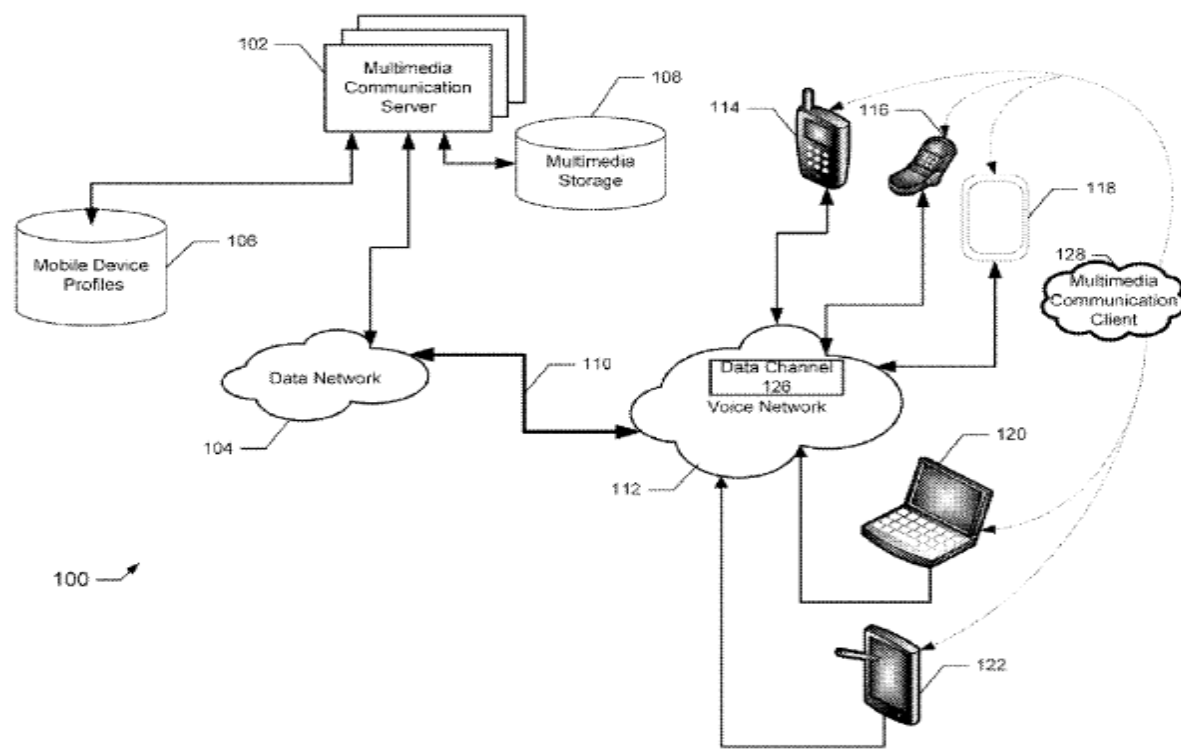 102
Multimedia
Communication
Server
108
Multimedia
Storage
114
116
118
106
Mobile Device
Profiles
128
Multimedia
Communication
Client
Data Network
110
Data Channel
126
Voice Network
104
112
120
100
122